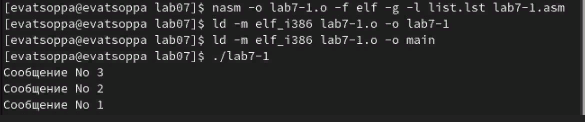 [evatsoppa@evatsoppa lab07]$ nasm -o lab7-1.o -f elf -g -l list.lst lab7-1.asm
[evatsoppa@evatsoppa lab07]$ ld -m elf_i386 lab7-1.o -o lab7-1
[evatsoppa@evatsoppa lab07]$ ld -m elf_i386 lab7-1.o -o main
[evatsoppa@evatsoppa lab07]$ ./lab7-1
Сообщение No 3
Сообщение No 2
Сообщение No 1